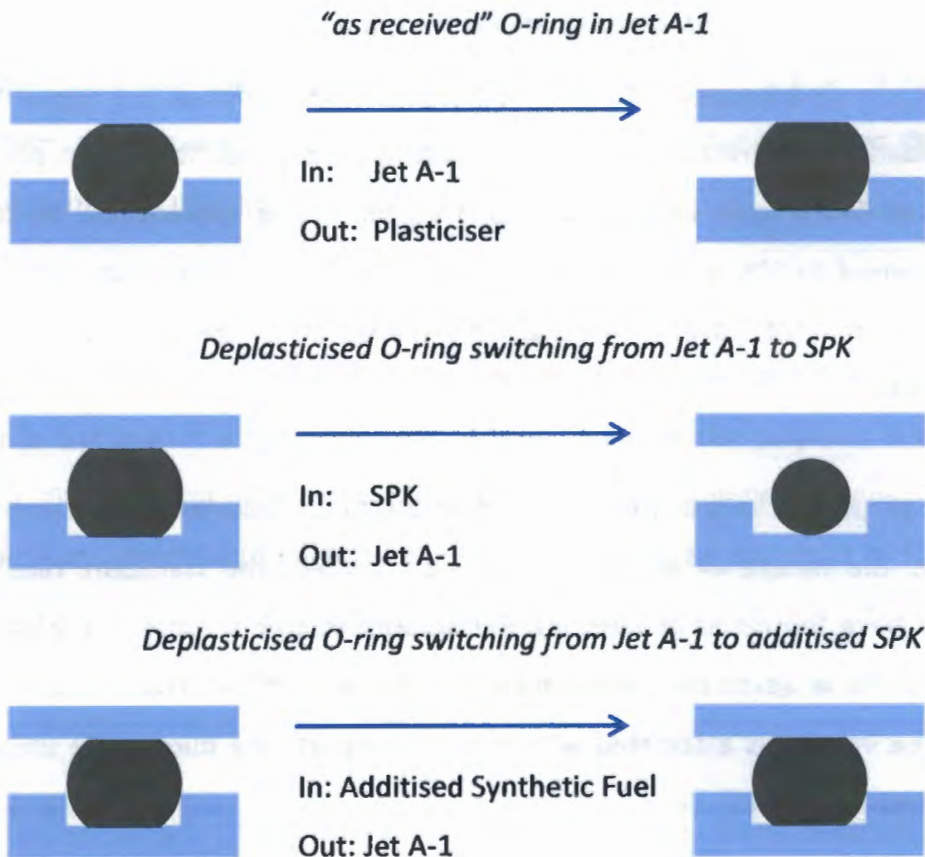 "as received" O-ring in Jet A-1
In: Jet A-1
Out: Plasticiser
Deplasticised O-ring switching from Jet A-1 to SPK
In: SPK
Out: Jet A-1
Deplasticised O-ring switching from Jet A-1 to additised SPK
In: Additised Synthetic Fuel
Out: Jet A-1